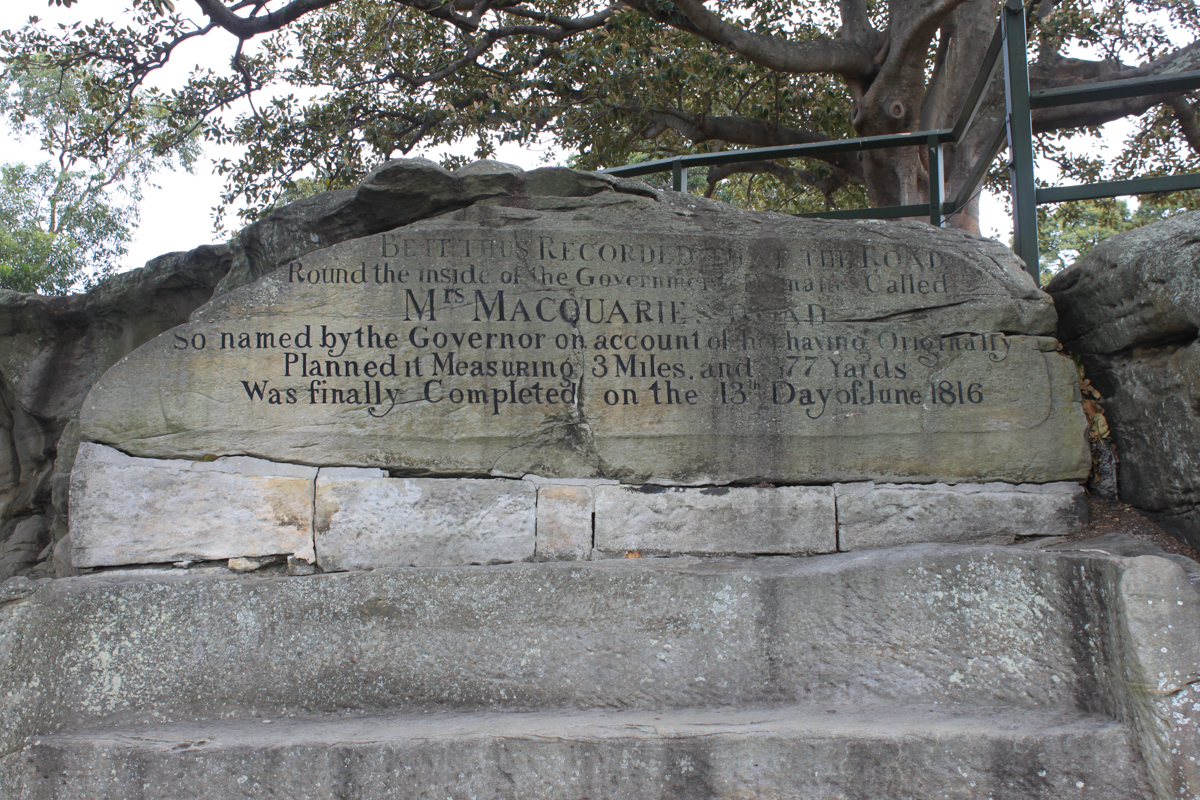 Be it thus Recorded that the Road
Round the inside of the Government Domain Called
Mrs Macquarie's Road
So named by the Governor on account of her having Originally
Planned it Measuring 3 Miles, and 377 Yards
Was finally Completed on the 13th Day of June 1816